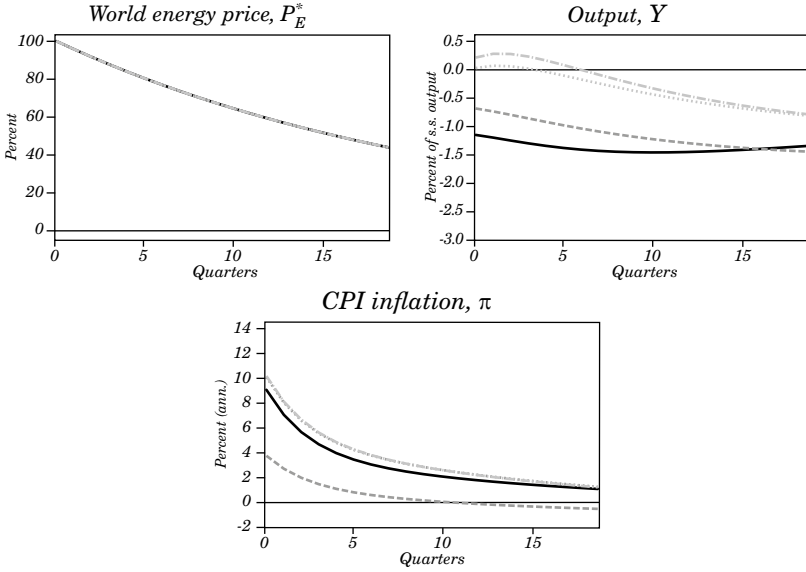 World energy price, P*E
Percent
100
80
60
40
20
0
0 5 10 15
Quarters
Output, Y
Percent of s.s. output
0.5
0.0
-0.5
-1.0
-1.5
-2.0
-2.5
-3.0
0 5 10 15
Quarters
CPI inflation, π
Percent (ann.)
14
12
10
8
6
4
2
0
-2
0 5 10 15
Quarters